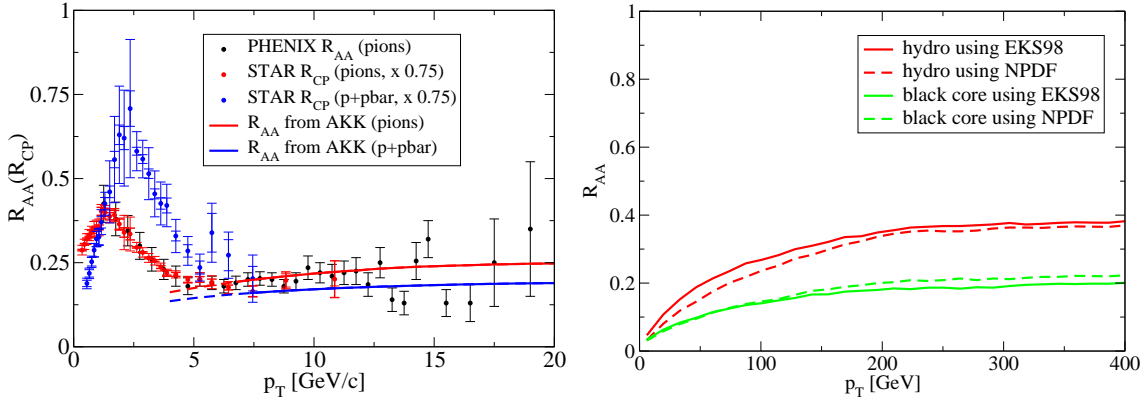 R_AA(R_CP)
1
0.75
0.5
0.25
0
PHENIX R_AA (pions)
STAR R_CP (pions, x 0.75)
STAR R_CP (p+pbar, x 0.75)
R_AA from AKK (pions)
R_AA from AKK (p+pbar)
0 5 10 15 20
p_T [GeV/c]
R_AA
1
0.8
0.6
0.4
0.2
0
hydro using EKS98
hydro using NPDF
black core using EKS98
black core using NPDF
0 100 200 300 400
p_T [GeV]